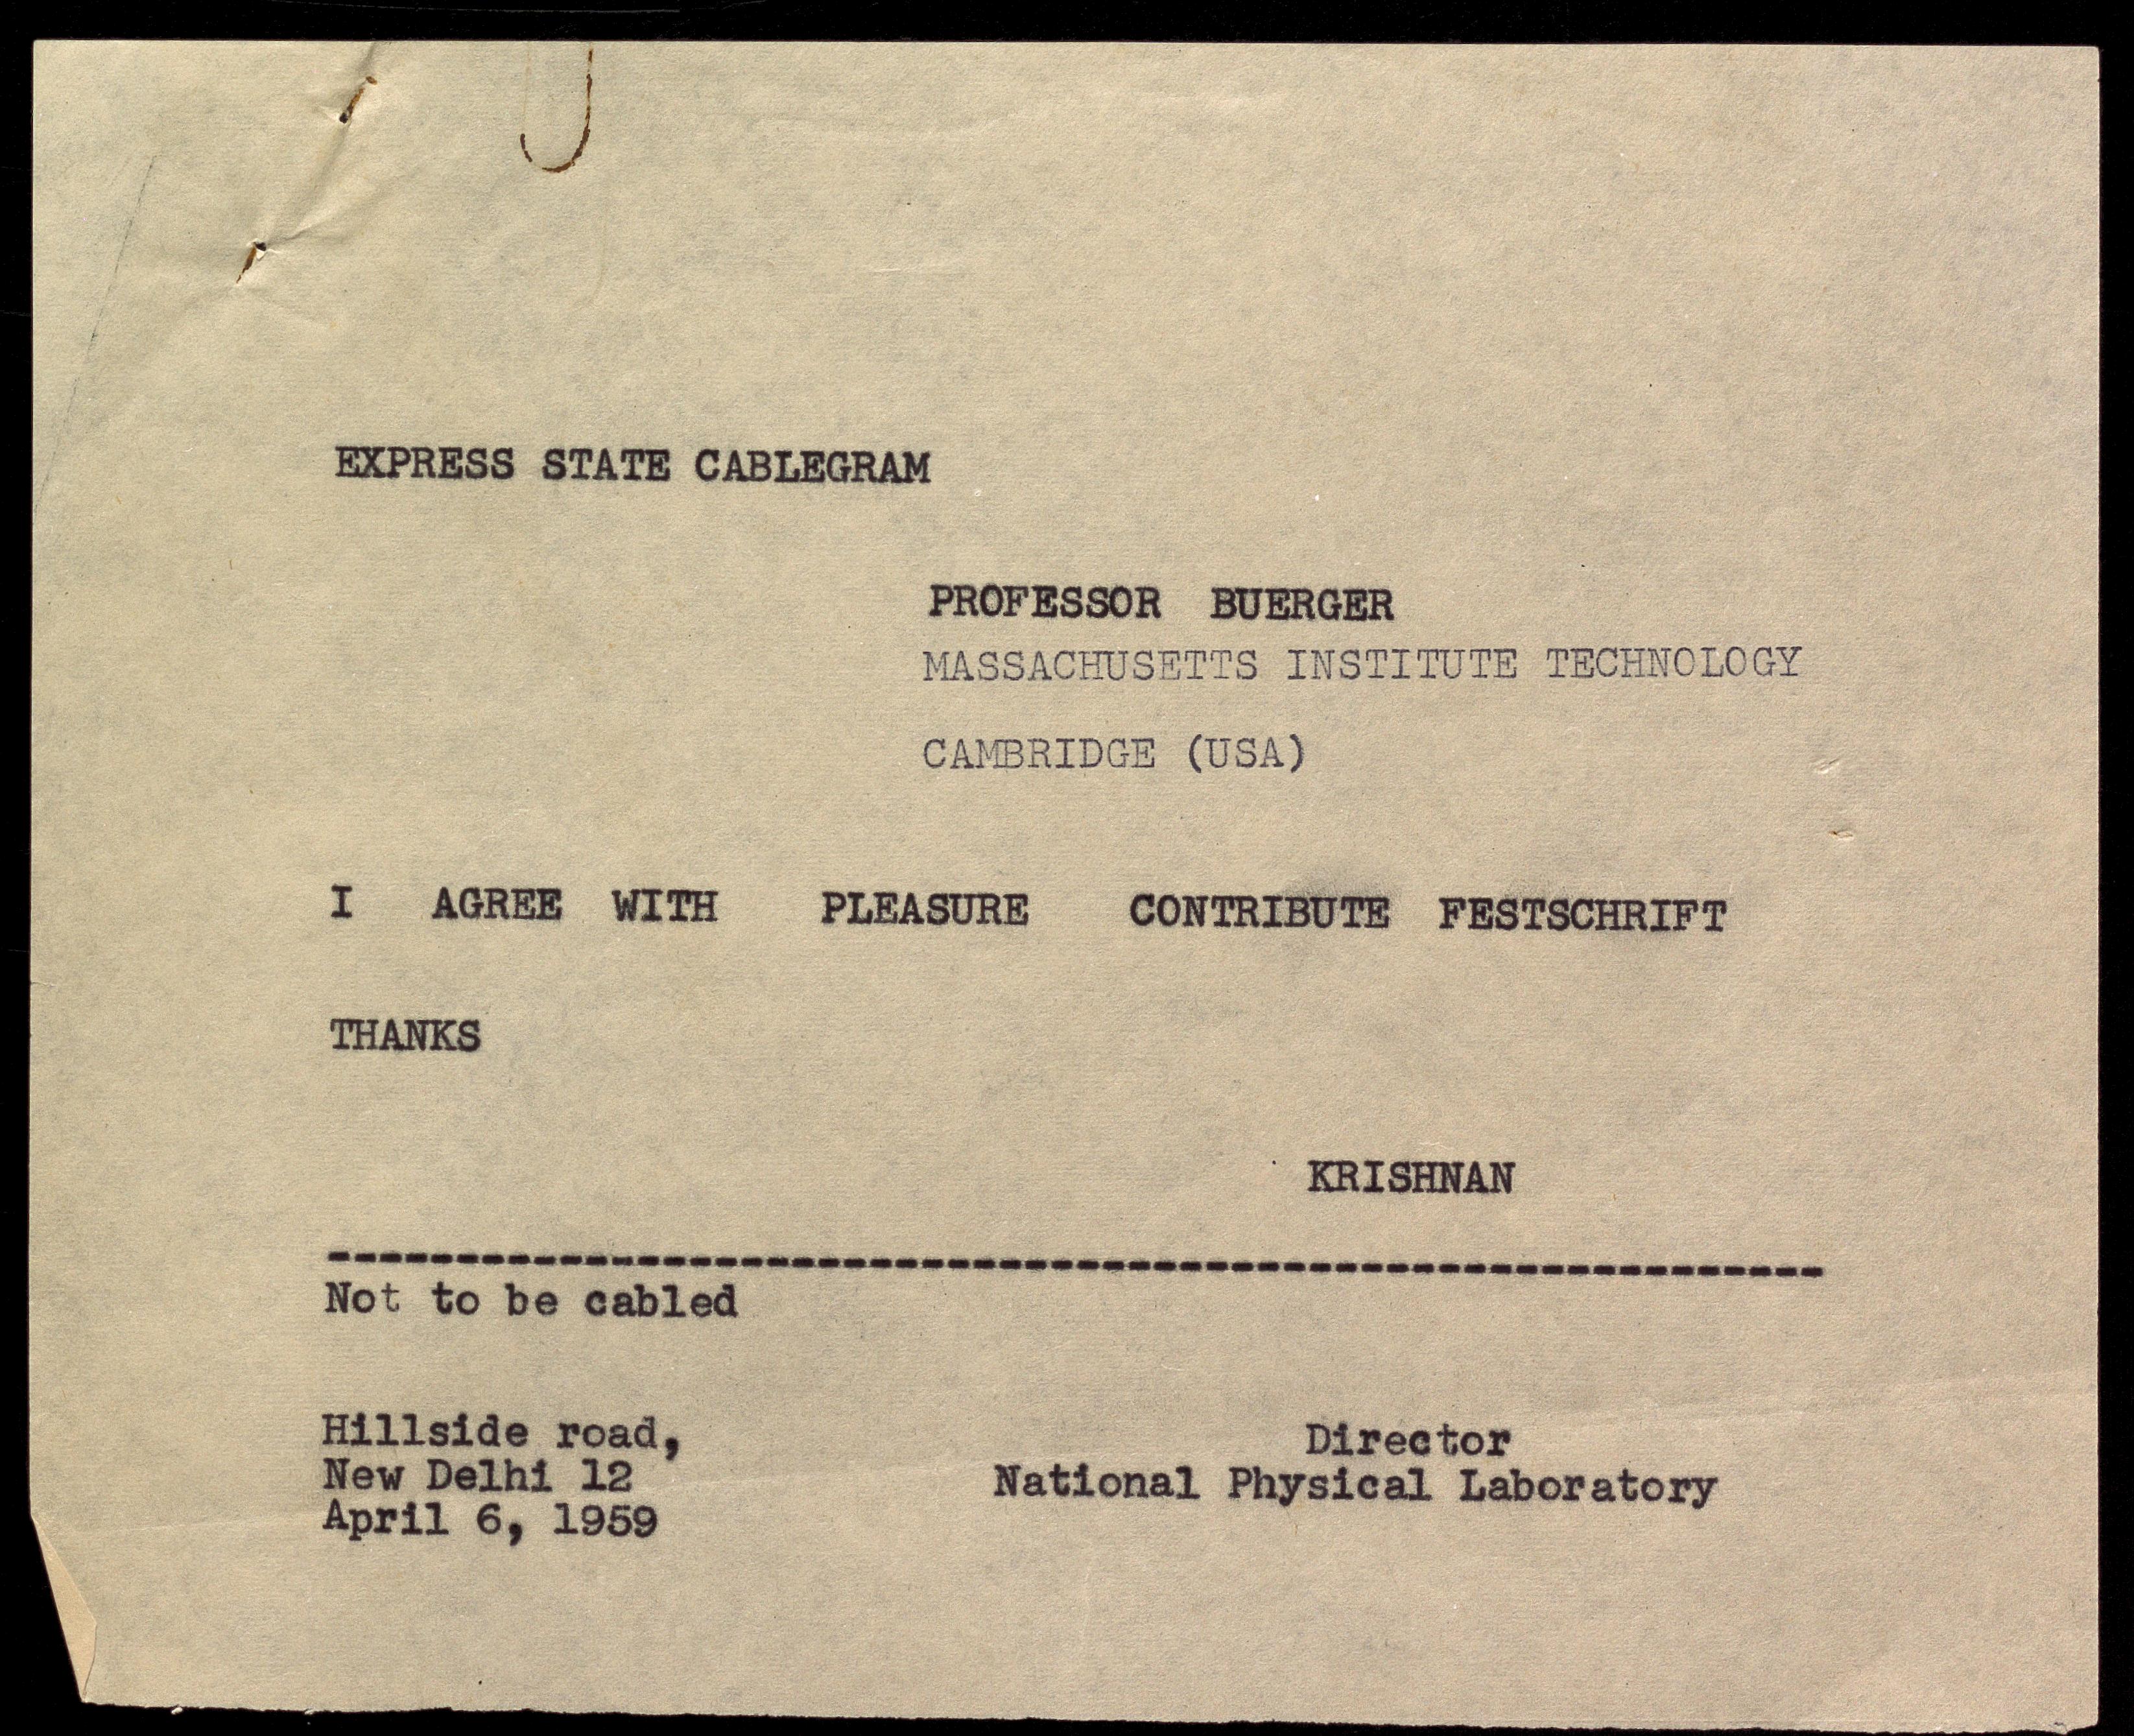 EXPRESS STATE CABLEGRAM
PROFESSOR BUERGER
MASSACHUSETTS INSTITUTE TECHNOLOGY
CAMBRIDGE (USA)
I AGREE WITH PLEASURE CONTRIBUTE FESTSCHRIFT
THANKS
KRISHNAN
----------------------------------------------------------
Not to be cabled
Hillside road,
New Delhi 12
April 6, 1959
Director
National Physical Laboratory